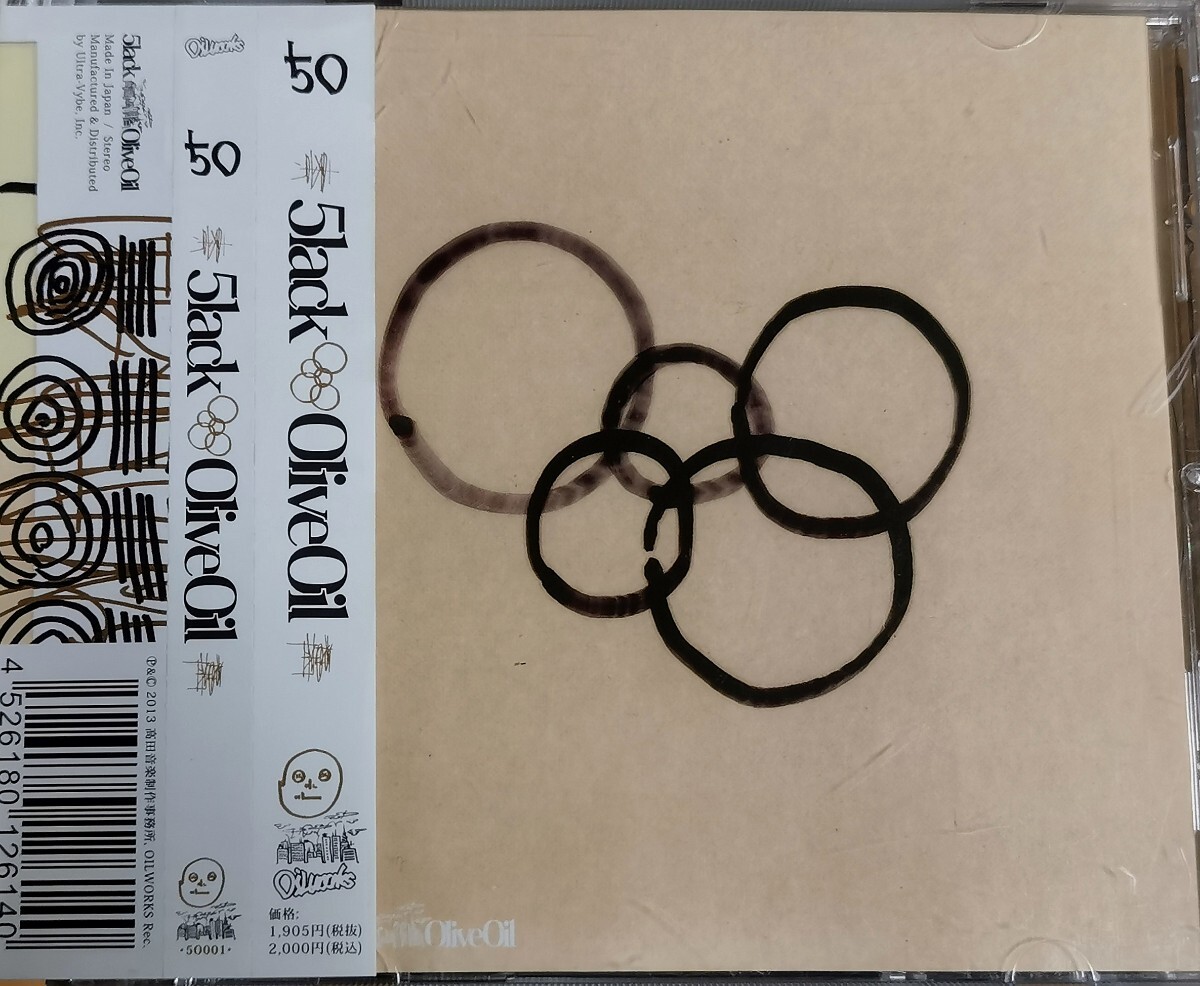 5lack OliveOil
Made In Japan / Stereo
Manufactured & Distributed
by Ultra-Vybe, Inc.
4 526180 126140
℗&© 2013 高田音楽制作事務所, OILWORKS Rec.
Oilworks
50
5lack OliveOil
·50001·
50
5lack OliveOil
Oilworks
価格:
1,905円(税抜)
2,000円(税込)
OliveOil